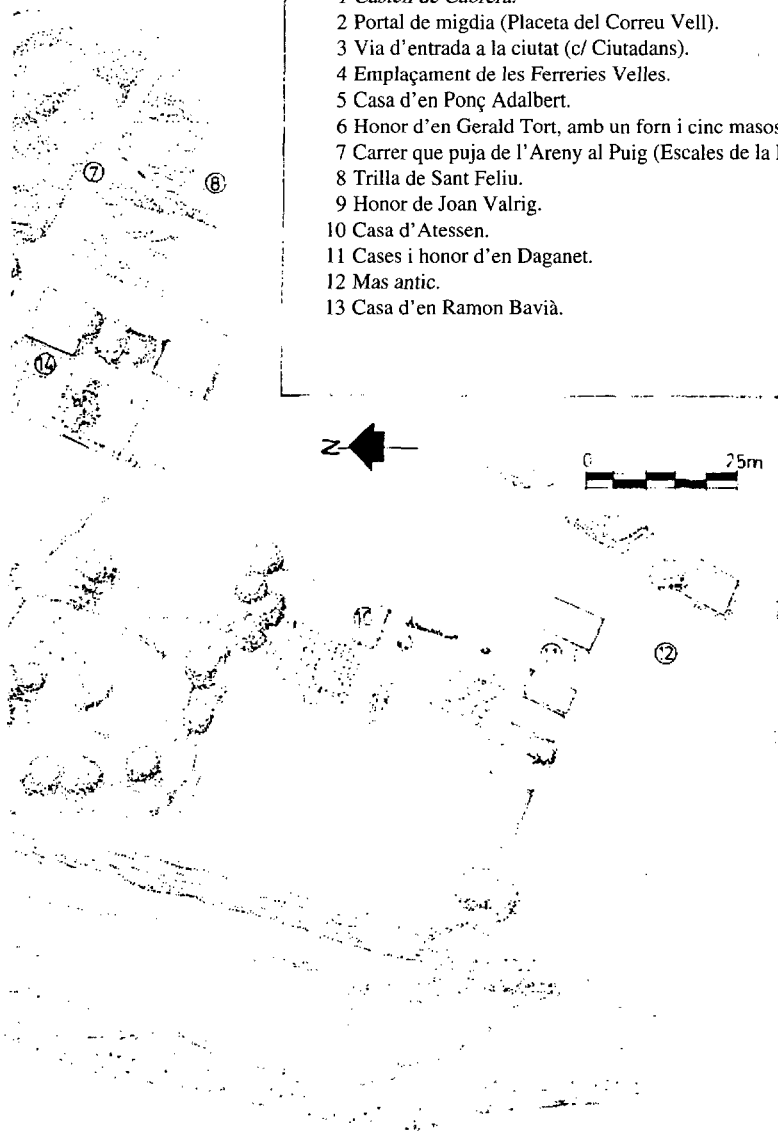 2 Portal de migdia (Placeta del Correu Vell).
3 Via d'entrada a la ciutat (c/ Ciutadans).
4 Emplaçament de les Ferreries Velles.
5 Casa d'en Ponç Adalbert.
6 Honor d'en Gerald Tort, amb un forn i cinc masos
7 Carrer que puja de l'Areny al Puig (Escales de la
8 Trilla de Sant Feliu.
9 Honor de Joan Valrig.
10 Casa d'Atessen.
11 Cases i honor d'en Daganet.
12 Mas antic.
13 Casa d'en Ramon Bavià.
7
8
14
N
0 25m
10
11
12